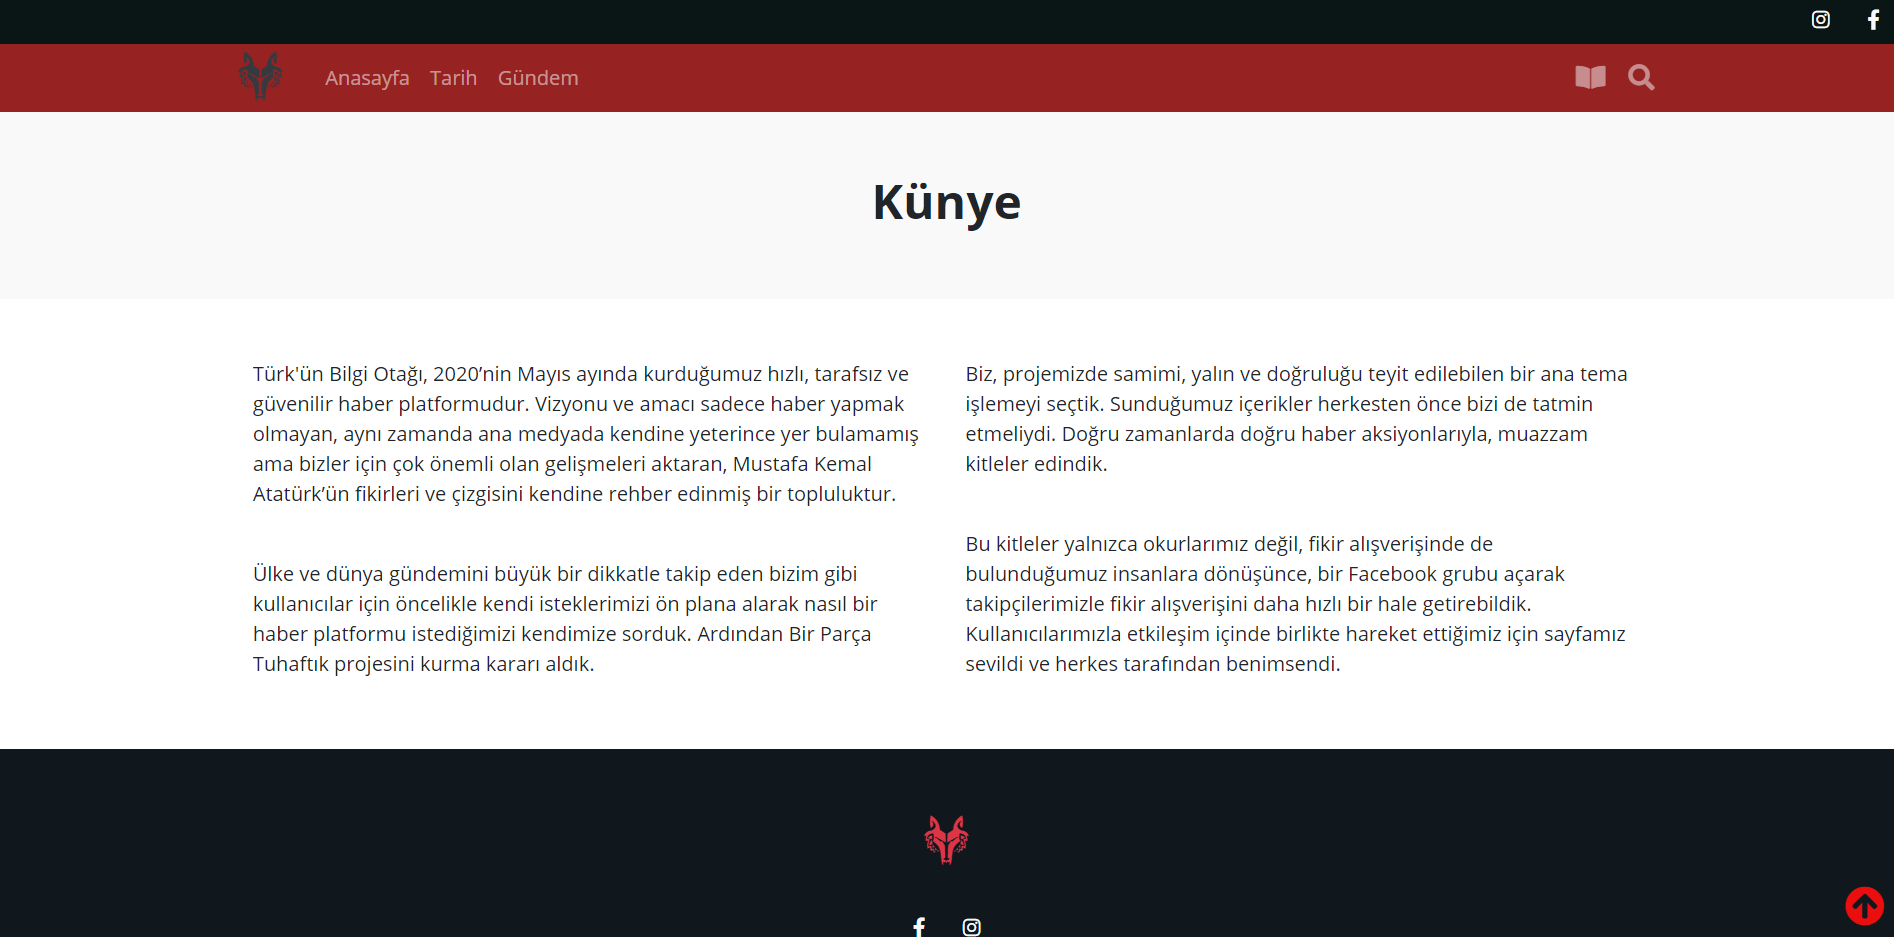 Anasayfa Tarih Gündem
Künye
Türk'ün Bilgi Otağı, 2020’nin Mayıs ayında kurduğumuz hızlı, tarafsız ve
güvenilir haber platformudur. Vizyonu ve amacı sadece haber yapmak
olmayan, aynı zamanda ana medyada kendine yeterince yer bulamamış
ama bizler için çok önemli olan gelişmeleri aktaran, Mustafa Kemal
Atatürk’ün fikirleri ve çizgisini kendine rehber edinmiş bir topluluktur.
Ülke ve dünya gündemini büyük bir dikkatle takip eden bizim gibi
kullanıcılar için öncelikle kendi isteklerimizi ön plana alarak nasıl bir
haber platformu istediğimizi kendimize sorduk. Ardından Bir Parça
Tuhaftık projesini kurma kararı aldık.
Biz, projemizde samimi, yalın ve doğruluğu teyit edilebilen bir ana tema
işlemeyi seçtik. Sunduğumuz içerikler herkesten önce bizi de tatmin
etmeliydi. Doğru zamanlarda doğru haber aksiyonlarıyla, muazzam
kitleler edindik.
Bu kitleler yalnızca okurlarımız değil, fikir alışverişinde de
bulunduğumuz insanlara dönüşünce, bir Facebook grubu açarak
takipçilerimizle fikir alışverişini daha hızlı bir hale getirebildik.
Kullanıcılarımızla etkileşim içinde birlikte hareket ettiğimiz için sayfamız
sevildi ve herkes tarafından benimsendi.